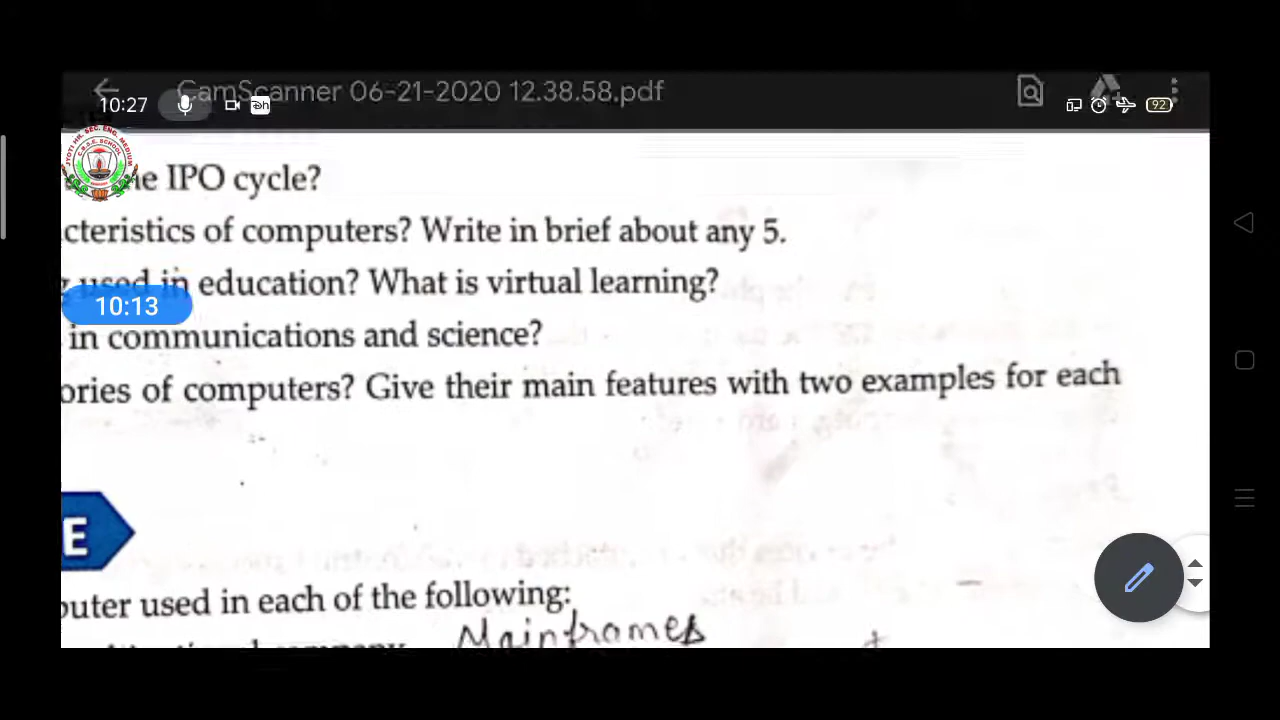 CamScanner 06-21-2020 12.38.58.pdf
10:27
92
the IPO cycle?
cteristics of computers? Write in brief about any 5.
g used in education? What is virtual learning?
10:13
in communications and science?
ories of computers? Give their main features with two examples for each
E
puter used in each of the following:
company Mainframes